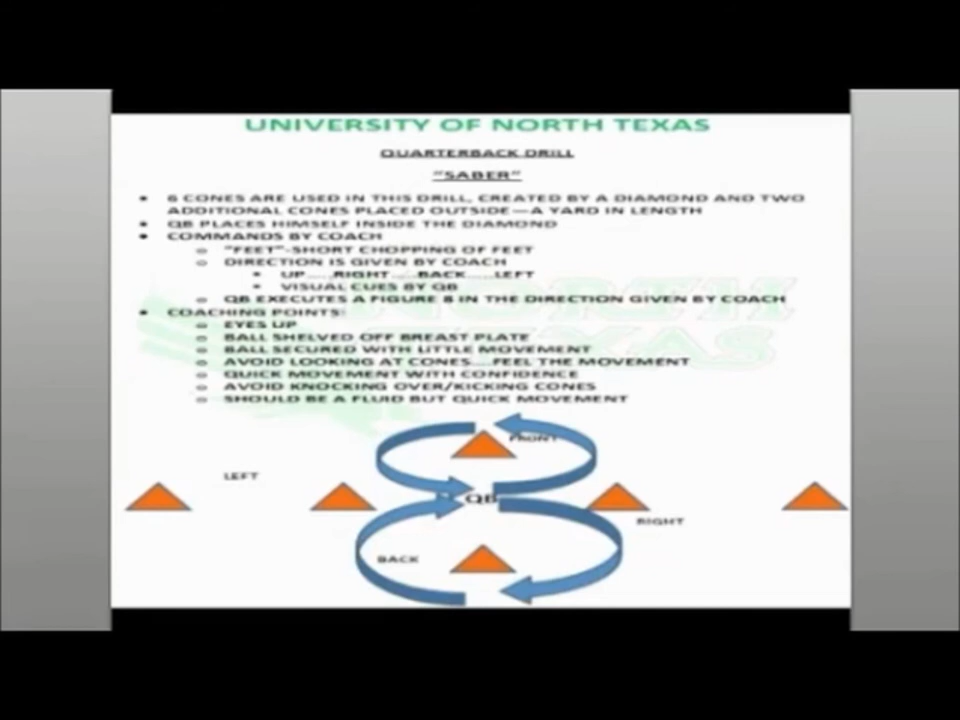 UNIVERSITY OF NORTH TEXAS
QUARTERBACK DRILL
"SABER"
• 6 CONES ARE USED IN THIS DRILL, CREATED BY A DIAMOND AND TWO
ADDITIONAL CONES PLACED OUTSIDE—A YARD IN LENGTH
• QB PLACES HIMSELF INSIDE THE DIAMOND
• COMMANDS BY COACH
o "FEET"-SHORT CHOPPING OF FEET
o DIRECTION IS GIVEN BY COACH
▪ UP.....RIGHT.....BACK.....LEFT
▪ VISUAL CUES BY QB
o QB EXECUTES A FIGURE 8 IN THE DIRECTION GIVEN BY COACH
• COACHING POINTS:
o EYES UP
o BALL SHELVED OFF BREAST PLATE
o BALL SECURED WITH LITTLE MOVEMENT
o AVOID LOOKING AT CONES...FEEL THE MOVEMENT
o QUICK MOVEMENT WITH CONFIDENCE
o AVOID KNOCKING OVER/KICKING CONES
o SHOULD BE A FLUID BUT QUICK MOVEMENT
NORTH
TEXAS
FRONT
LEFT
QB
RIGHT
BACK